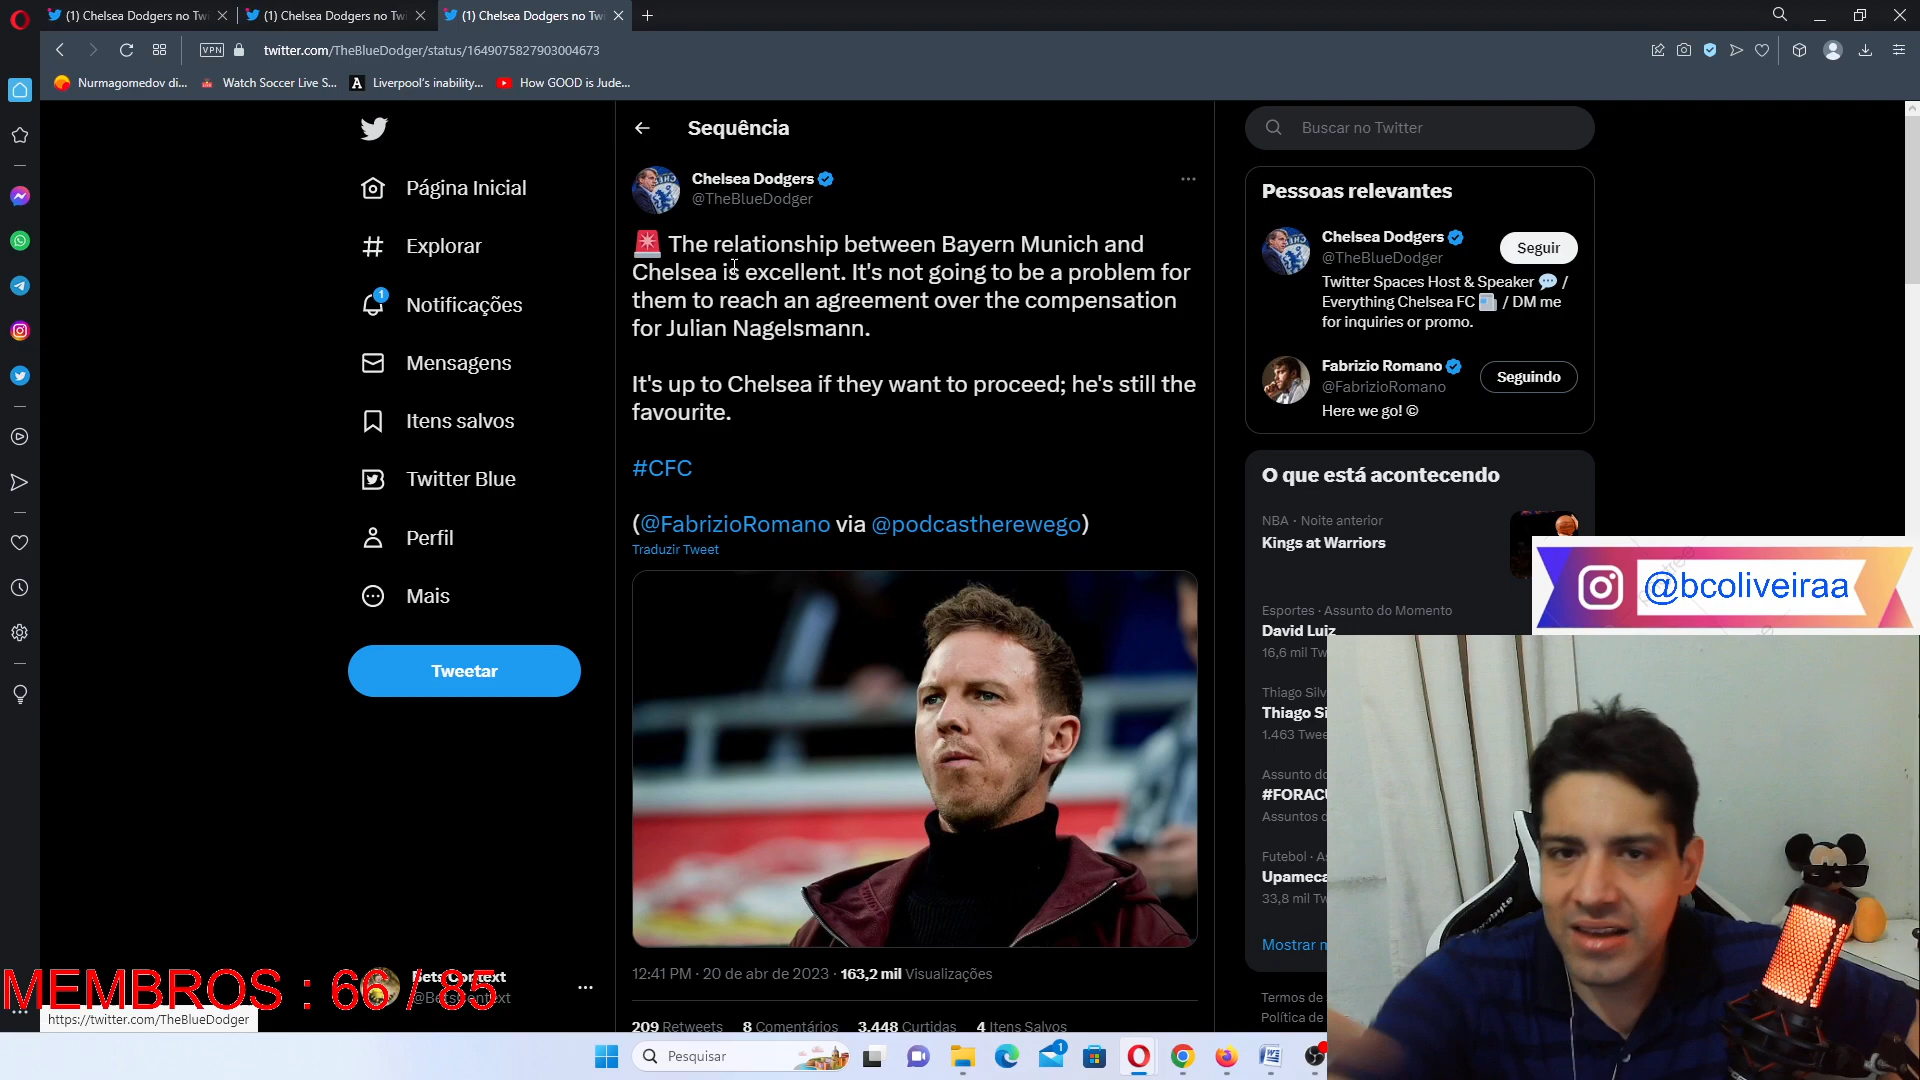 (1) Chelsea Dodgers no Tw
(1) Chelsea Dodgers no Tw
(1) Chelsea Dodgers no Tw
VPN
twitter.com/TheBlueDodger/status/1649075827903004673
Nurmagomedov di...
Watch Soccer Live S...
A
Liverpool's inability...
How GOOD is Jude...
Página Inicial
Explorar
1
Notificações
Mensagens
Itens salvos
Twitter Blue
Perfil
Mais
Tweetar
Bets Context
MEMBROS : 66 / 85
https://twitter.com/TheBlueDodger
Sequência
Chelsea Dodgers
@TheBlueDodger
The relationship between Bayern Munich and
Chelsea is excellent. It's not going to be a problem for
them to reach an agreement over the compensation
for Julian Nagelsmann.
It's up to Chelsea if they want to proceed; he's still the
favourite.
#CFC
(@FabrizioRomano via @podcastherewego)
Traduzir Tweet
12:41 PM · 20 de abr de 2023 · 163,2 mil Visualizações
209 Retweets 8 Comentários 3.448 Curtidas 4 Itens Salvos
Buscar no Twitter
Pessoas relevantes
Chelsea Dodgers
@TheBlueDodger
Seguir
Twitter Spaces Host & Speaker /
Everything Chelsea FC / DM me
for inquiries or promo.
Fabrizio Romano
@FabrizioRomano
Seguindo
Here we go! ©
O que está acontecendo
NBA · Noite anterior
Kings at Warriors
@bcoliveiraa
Esportes · Assunto do Momento
David Luiz
16,6 mil Tw
Thiago Silv
Thiago Si
1.463 Twee
Assunto do
#FORACU
Assuntos d
Futebol · As
Upameca
33,8 mil Tw
Mostrar m
Termos de
Política de
Pesquisar
1